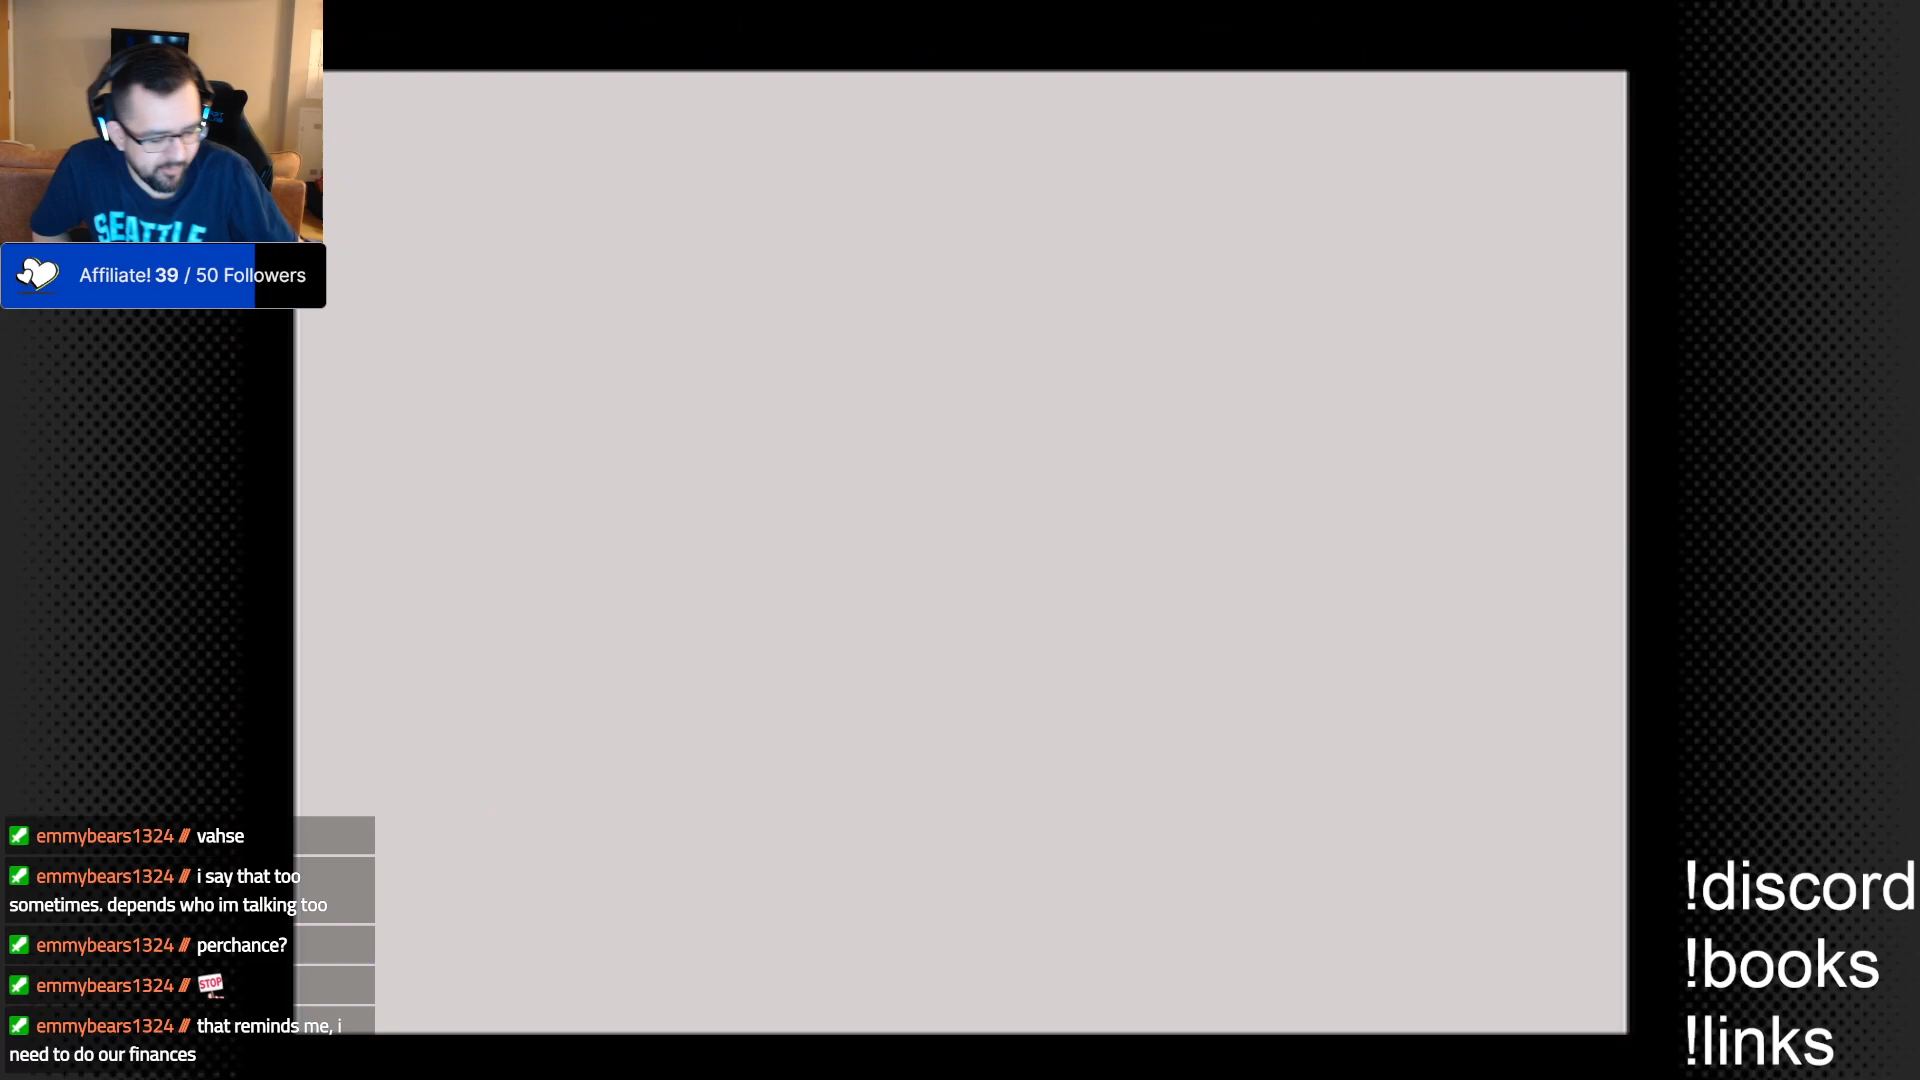 SEATTLE
Affiliate! 39 / 50 Followers
emmybears1324 /// vahse
emmybears1324 /// i say that too
sometimes. depends who im talking too
emmybears1324 /// perchance?
emmybears1324 /// STOP
emmybears1324 /// that reminds me, i
need to do our finances
!discord
!books
!links